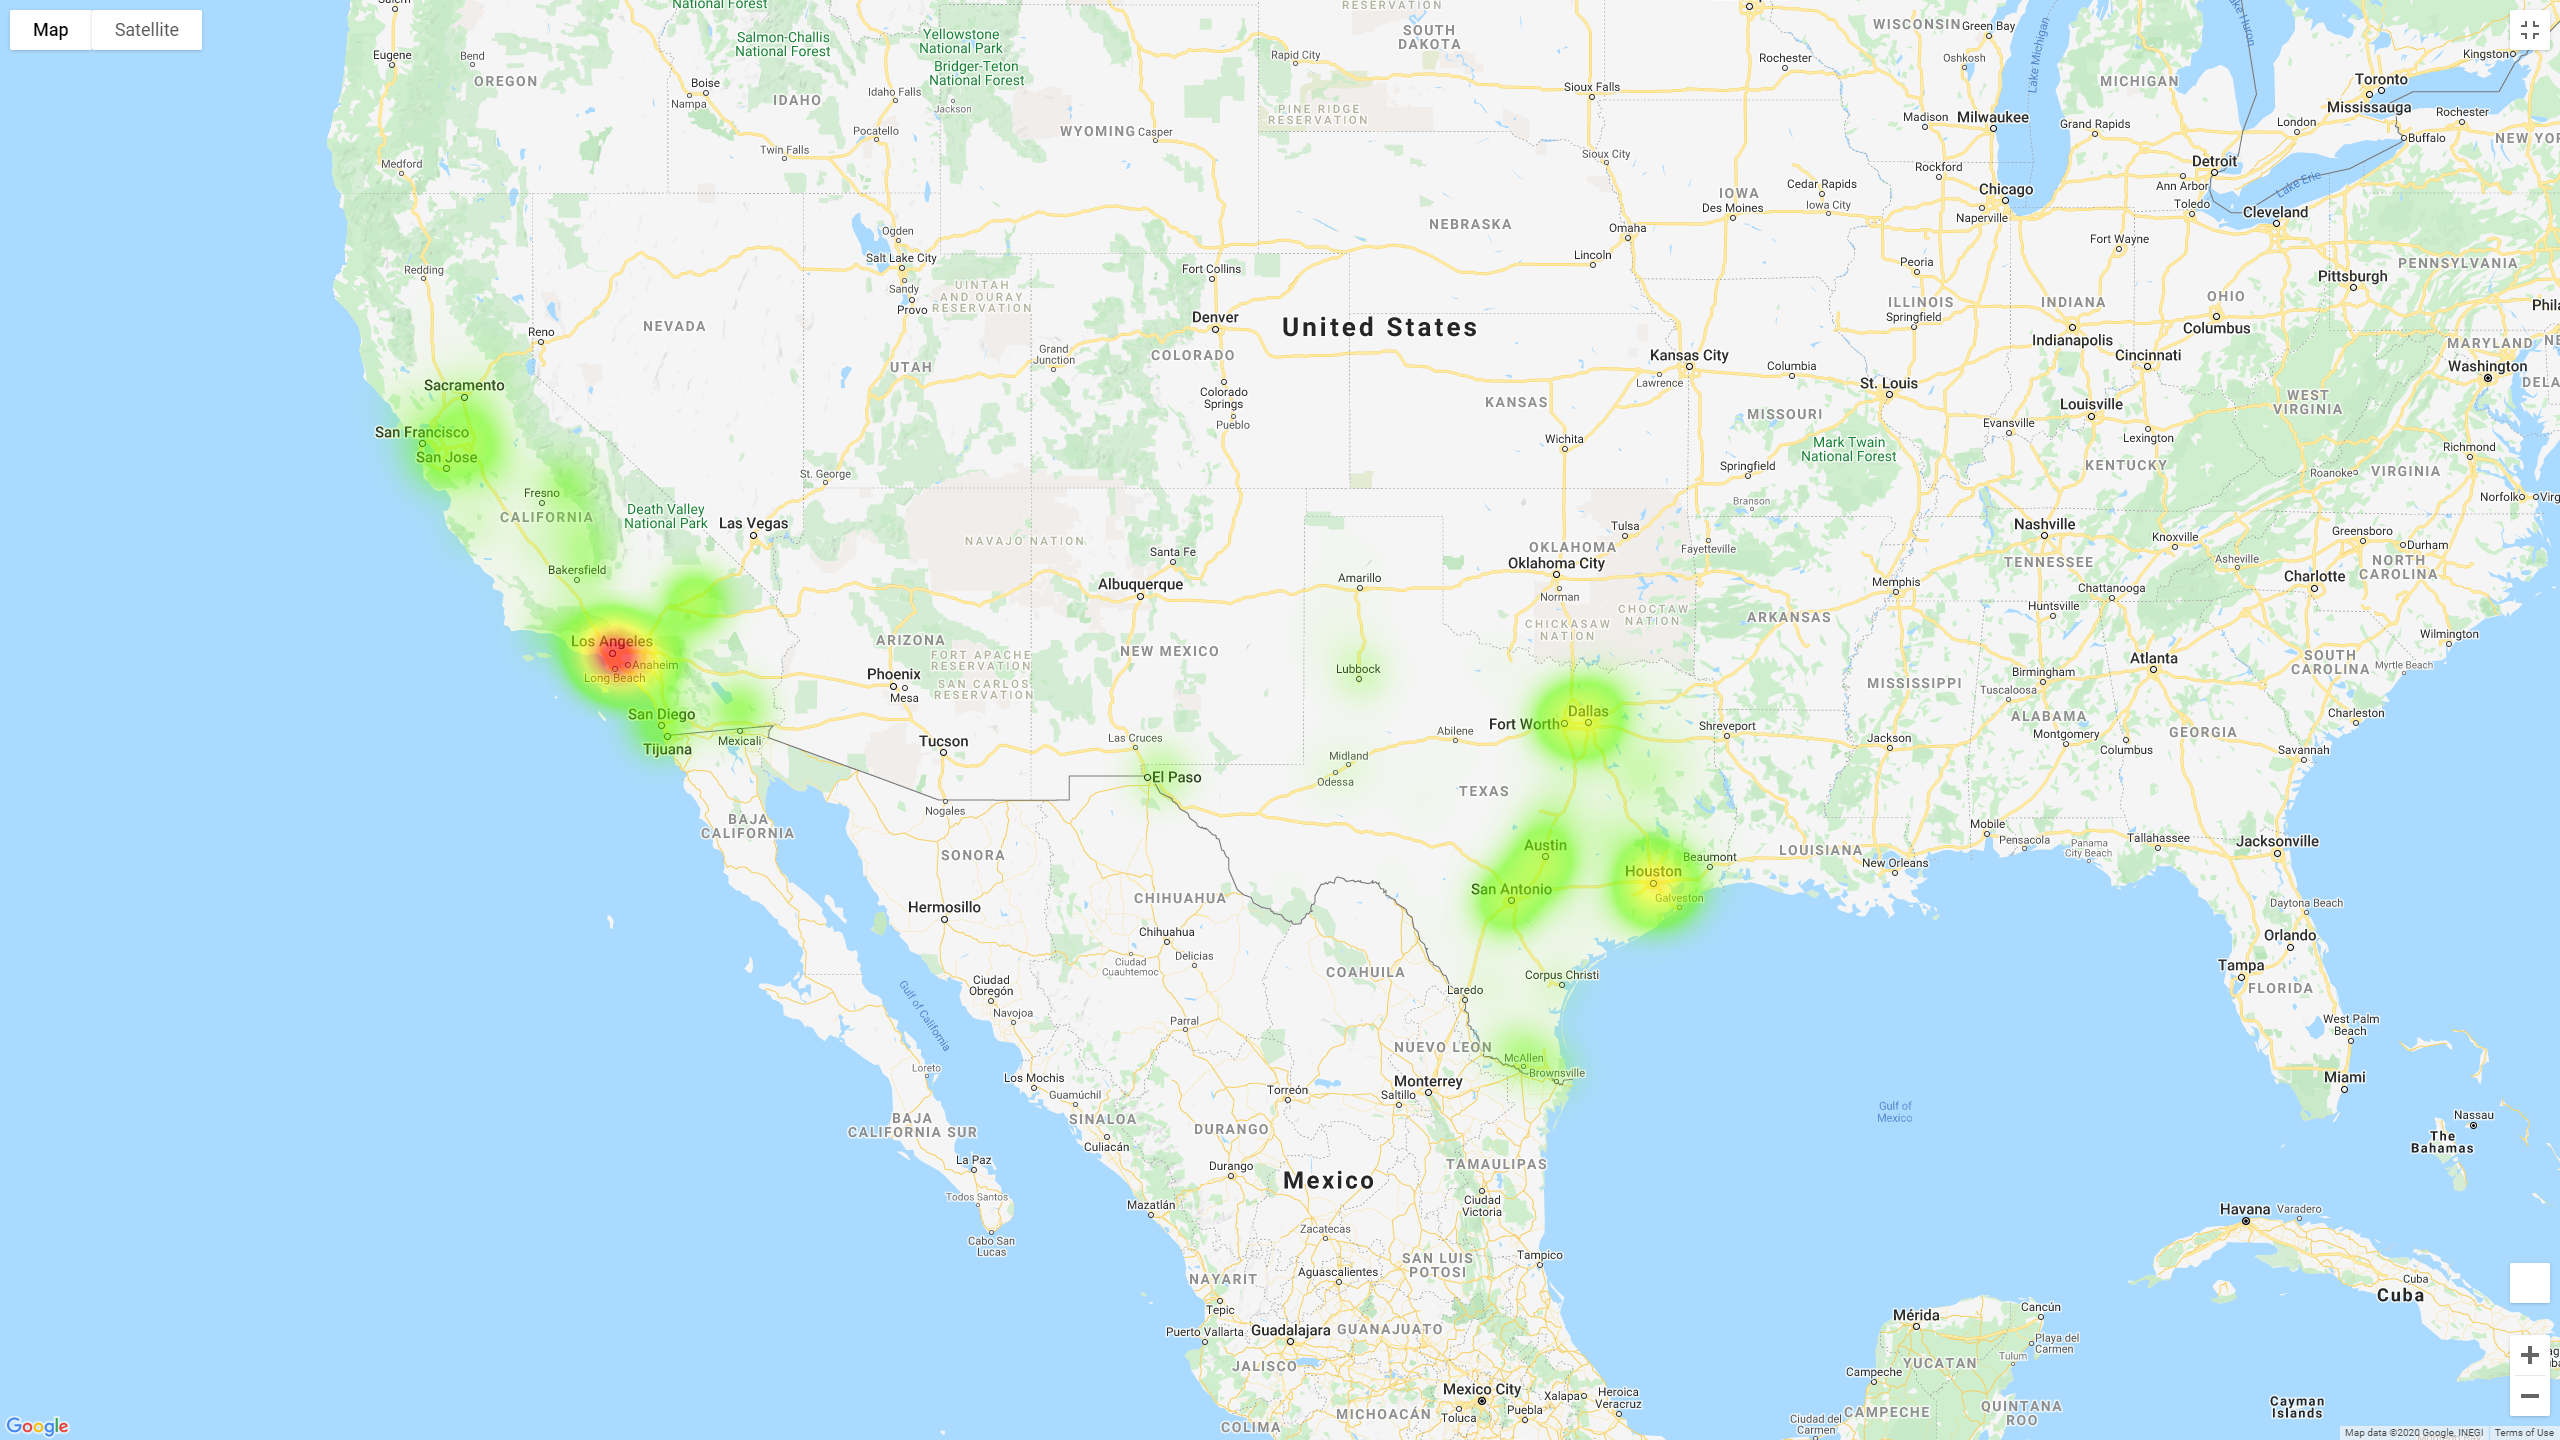 Map
Satellite
Salem
National Forest
Eugene
Bend
OREGON
Medford
Salmon-Challis
National Forest
Boise
Nampa
IDAHO
Idaho Falls
Pocatello
Twin Falls
Yellowstone
National Park
Bridger-Teton
National Forest
Jackson
WYOMING
Casper
RESERVATION
SOUTH
DAKOTA
Rapid City
PINE RIDGE
RESERVATION
Sioux Falls
Sioux City
Rochester
WISCONSIN
Green Bay
Oshkosh
Madison
Milwaukee
Lake Michigan
Lake Huron
MICHIGAN
Grand Rapids
Detroit
Ann Arbor
Toledo
London
Toronto
Mississauga
Kingston
Rochester
Buffalo
NEW YOR
Lake Erie
Cleveland
IOWA
Des Moines
Cedar Rapids
Iowa City
Rockford
Chicago
Naperville
Fort Wayne
NEBRASKA
Omaha
Lincoln
Peoria
ILLINOIS
Springfield
INDIANA
Indianapolis
OHIO
Columbus
Cincinnati
Pittsburgh
PENNSYLVANIA
Phila
MARYLAND
NE
Washington
DELA
Redding
Reno
NEVADA
Ogden
Salt Lake City
Sandy
Provo
UINTAH
AND OURAY
RESERVATION
UTAH
Grand
Junction
Fort Collins
Denver
COLORADO
Colorado
Springs
Pueblo
United States
KANSAS
Wichita
Kansas City
Lawrence
Columbia
MISSOURI
St. Louis
Mark Twain
National Forest
Springfield
Branson
Evansville
Louisville
Lexington
KENTUCKY
WEST
VIRGINIA
Richmond
Roanoke
VIRGINIA
Norfolk
Virg
Sacramento
San Francisco
San Jose
Fresno
CALIFORNIA
Death Valley
National Park
Las Vegas
St. George
NAVAJO NATION
Santa Fe
Albuquerque
Amarillo
OKLAHOMA
Oklahoma City
Norman
Tulsa
Fayetteville
Nashville
TENNESSEE
Knoxville
Asheville
Greensboro
Durham
NORTH
CAROLINA
Charlotte
Bakersfield
Memphis
Chattanooga
Huntsville
CHOCTAW
NATION
CHICKASAW
NATION
ARKANSAS
Los Angeles
Anaheim
Long Beach
ARIZONA
FORT APACHE
RESERVATION
SAN CARLOS
RESERVATION
Phoenix
Mesa
NEW MEXICO
Lubbock
Wilmington
Atlanta
SOUTH
CAROLINA
Myrtle Beach
Birmingham
Tuscaloosa
MISSISSIPPI
ALABAMA
San Diego
Tijuana
Mexicali
Tucson
Las Cruces
El Paso
Midland
Odessa
Abilene
Fort Worth
Dallas
Shreveport
Jackson
Montgomery
Columbus
GEORGIA
Charleston
Savannah
Nogales
TEXAS
BAJA
CALIFORNIA
SONORA
Austin
San Antonio
Houston
Galveston
Beaumont
LOUISIANA
New Orleans
Mobile
Pensacola
Panama
City Beach
Tallahassee
Jacksonville
Hermosillo
CHIHUAHUA
Chihuahua
Ciudad
Cuauhtemoc
Delicias
COAHUILA
Corpus Christi
Laredo
Daytona Beach
Orlando
Tampa
FLORIDA
West Palm
Beach
Ciudad
Obregón
Gulf of California
Navojoa
Parral
NUEVO LEON
McAllen
Brownsville
Monterrey
Saltillo
Miami
Loreto
Los Mochis
Guamúchil
SINALOA
Torreón
DURANGO
Gulf of
Mexico
Nassau
The
Bahamas
BAJA
CALIFORNIA SUR
Culiacán
La Paz
Durango
TAMAULIPAS
Mexico
Todos Santos
Mazatlán
Ciudad
Victoria
Zacatecas
Cabo San
Lucas
Havana
Varadero
SAN LUIS
POTOSI
Tampico
NAYARIT
Aguascalientes
Tepic
Cuba
Cuba
Puerto Vallarta
Guadalajara
GUANAJUATO
Mérida
Cancún
Playa del
Carmen
JALISCO
Tulum
YUCATAN
Campeche
Mexico City
Toluca
Puebla
Xalapa
Heroica
Veracruz
COLIMA
MICHOACÁN
CAMPECHE
QUINTANA
ROO
Ciudad del
Carmen
Cayman
Islands
Google
Map data ©2020 Google, INEGI
Terms of Use